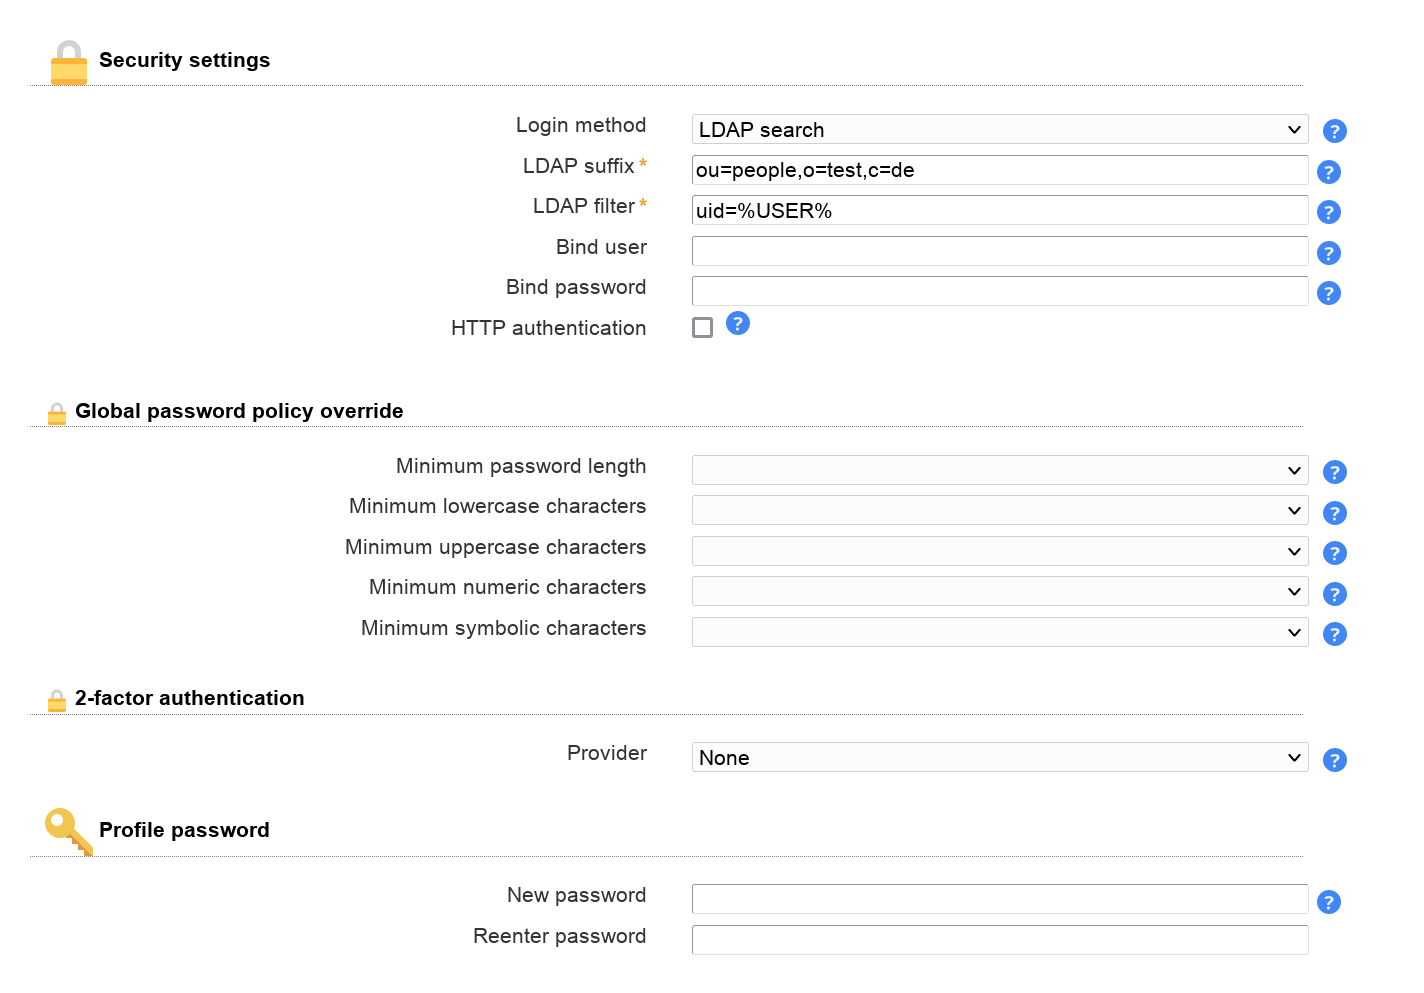 Security settings
Login method LDAP search ?
LDAP suffix * ou=people,o=test,c=de ?
LDAP filter * uid=%USER% ?
Bind user ?
Bind password ?
HTTP authentication ?
Global password policy override
Minimum password length ?
Minimum lowercase characters ?
Minimum uppercase characters ?
Minimum numeric characters ?
Minimum symbolic characters ?
2-factor authentication
Provider None ?
Profile password
New password ?
Reenter password